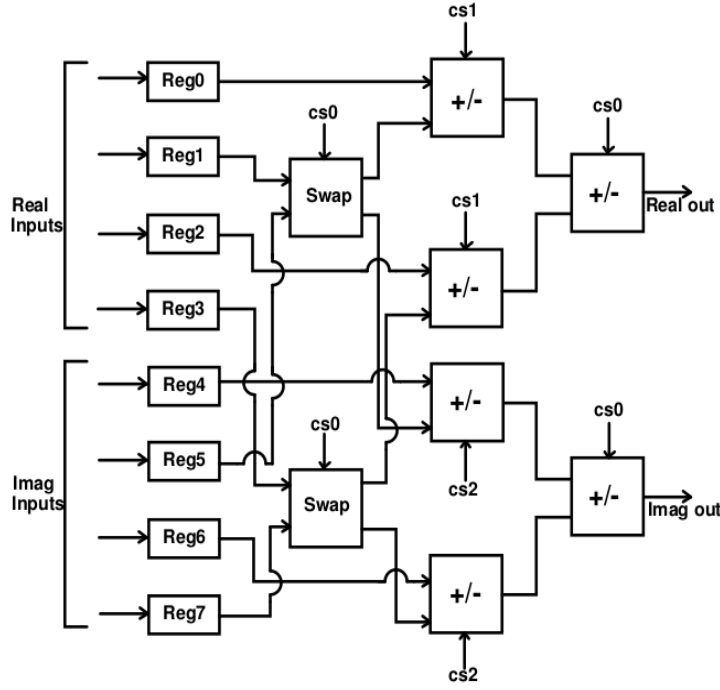 cs1
Reg0
+/-
cs0
cs0
Reg1
Real
Inputs
Swap
cs1
+/-
Real out
Reg2
+/-
Reg3
Reg4
+/-
cs0
cs0
Reg5
Imag
Inputs
cs2
Swap
+/-
Imag out
Reg6
+/-
Reg7
cs2